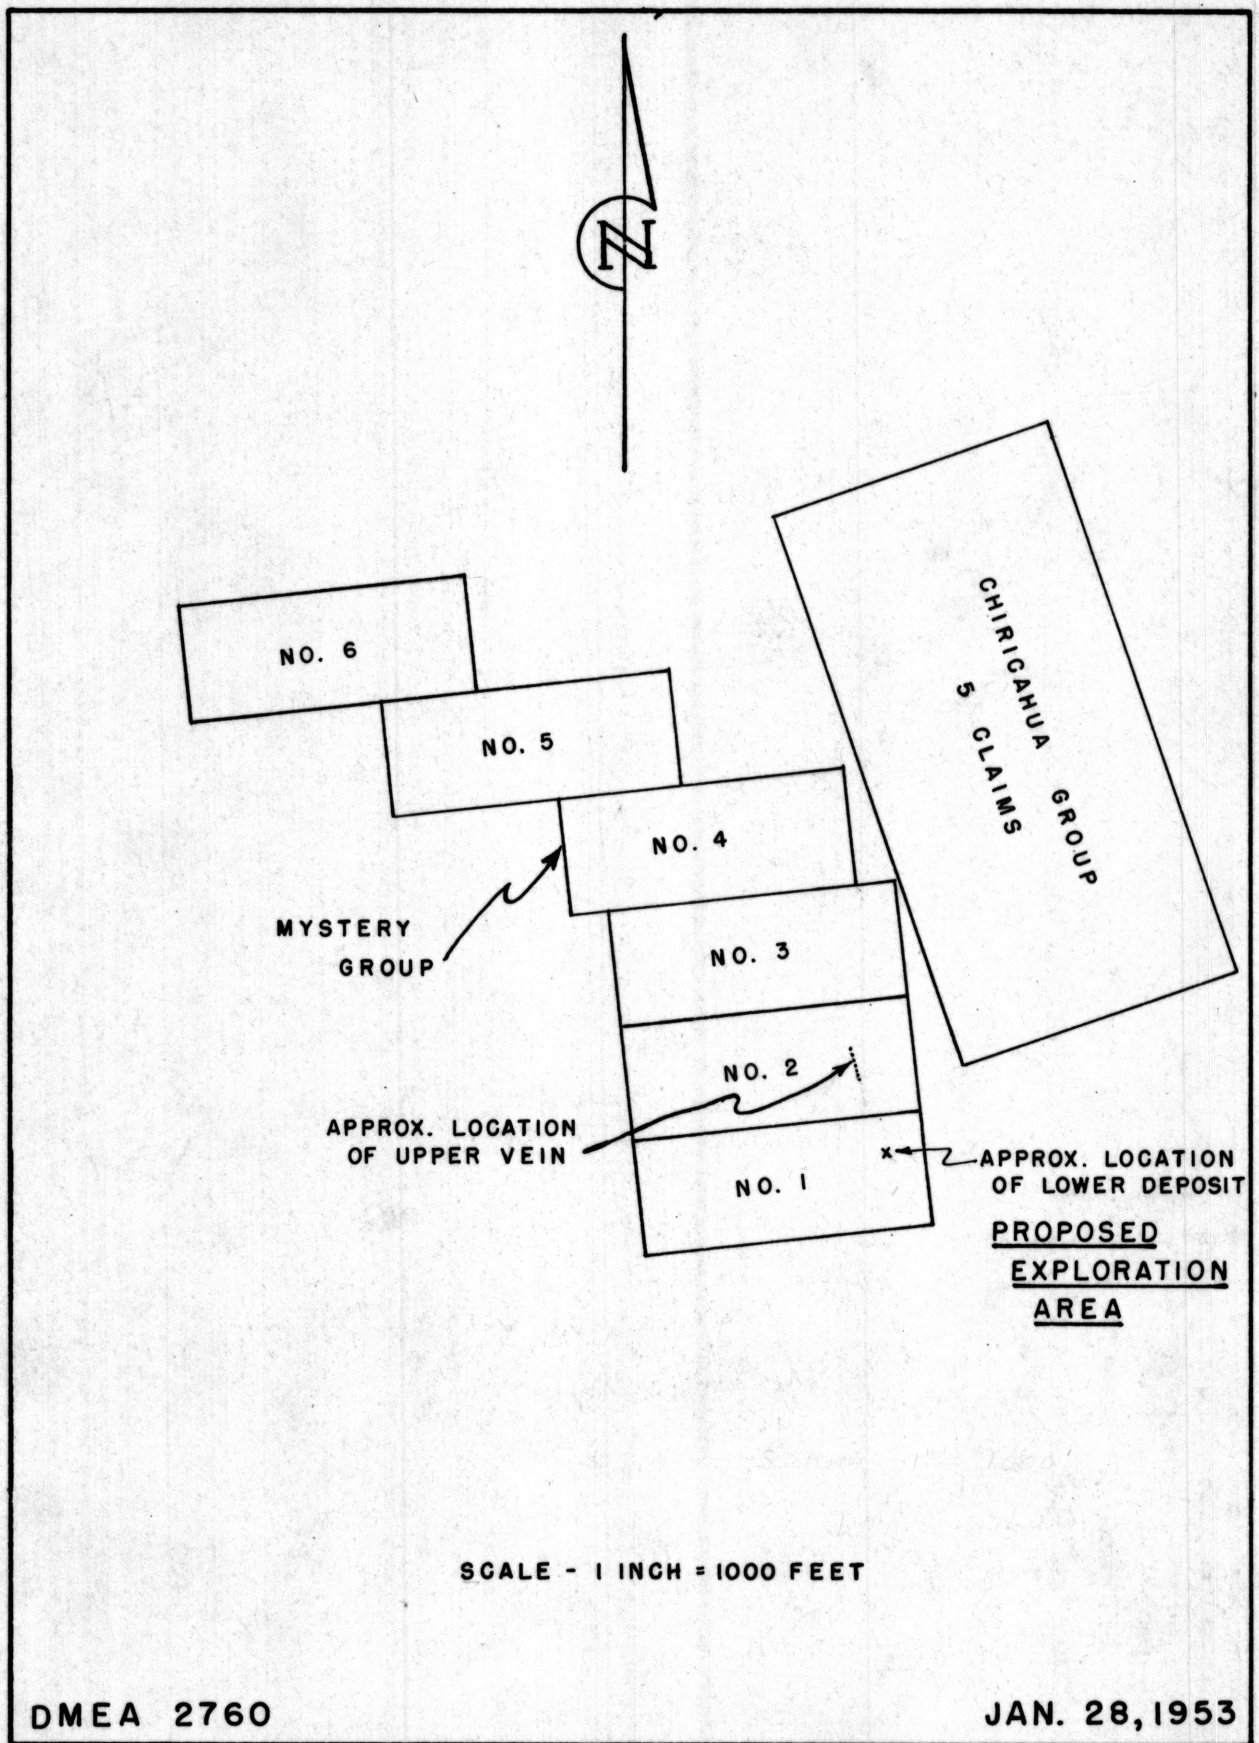 N
CHIRICAHUA GROUP
5 CLAIMS
NO. 6
NO. 5
NO. 4
MYSTERY
GROUP
NO. 3
NO. 2
APPROX. LOCATION
OF UPPER VEIN
NO. 1
x
APPROX. LOCATION
OF LOWER DEPOSIT
PROPOSED
EXPLORATION
AREA
SCALE - 1 INCH = 1000 FEET
DMEA 2760
JAN. 28, 1953